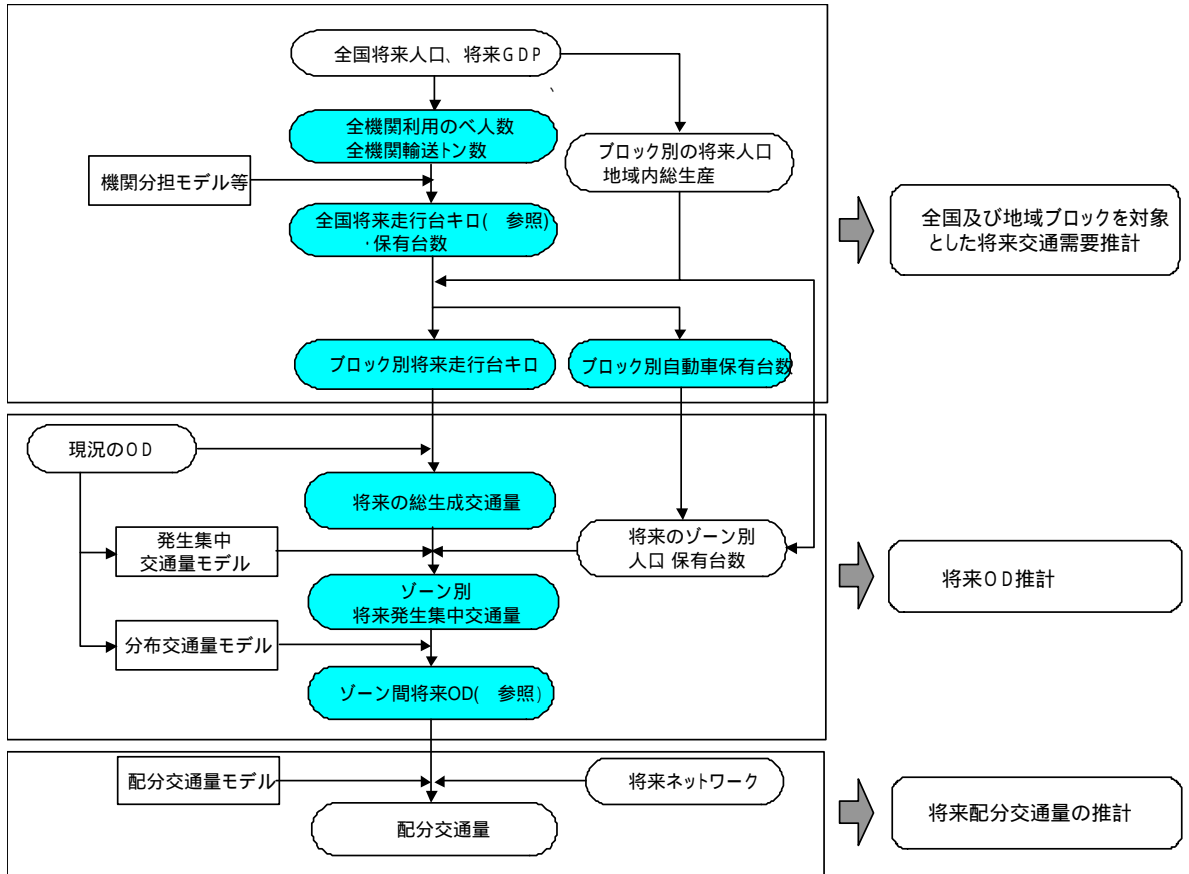 全国将来人口、将来GDP
、
全機関利用のべ人数
全機関輸送トン数
ブロック別の将来人口
地域内総生産
機関分担モデル等
全国将来走行台キロ(　参照)
・保有台数
全国及び地域ブロックを対象
とした将来交通需要推計
ブロック別将来走行台キロ
ブロック別自動車保有台数
現況のOD
将来の総生成交通量
発生集中
交通量モデル
将来のゾーン別
人口 保有台数
将来OD推計
ゾーン別
将来発生集中交通量
分布交通量モデル
ゾーン間将来OD(　参照)
配分交通量モデル
将来ネットワーク
配分交通量
将来配分交通量の推計